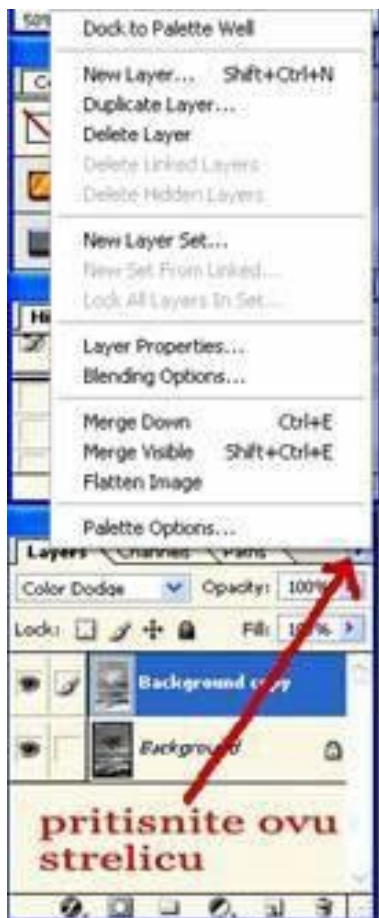 50%
Dock to Palette Well
New Layer... Shift+Ctrl+N
Duplicate Layer...
Delete Layer
Delete Linked Layers
Delete Hidden Layers
New Layer Set...
New Set From Linked...
Lock All Layers In Set...
Layer Properties...
Blending Options...
Merge Down Ctrl+E
Merge Visible Shift+Ctrl+E
Flatten Image
Palette Options...
Layers Channels Paths
Color Dodge Opacity: 100%
Lock: Fill: 100%
Background copy
Background
pritisnite ovu
strelicu